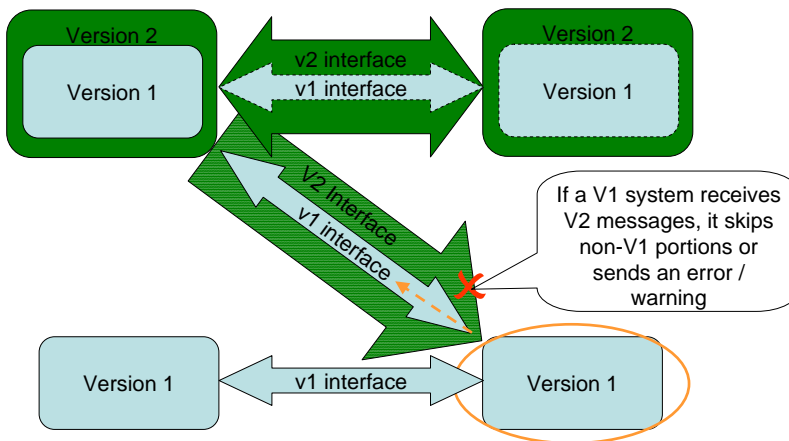 Version 2
Version 1
v2 interface
v1 interface
Version 2
Version 1
V2 Interface
v1 interface
If a V1 system receives
V2 messages, it skips
non-V1 portions or
sends an error /
warning
Version 1
v1 interface
Version 1